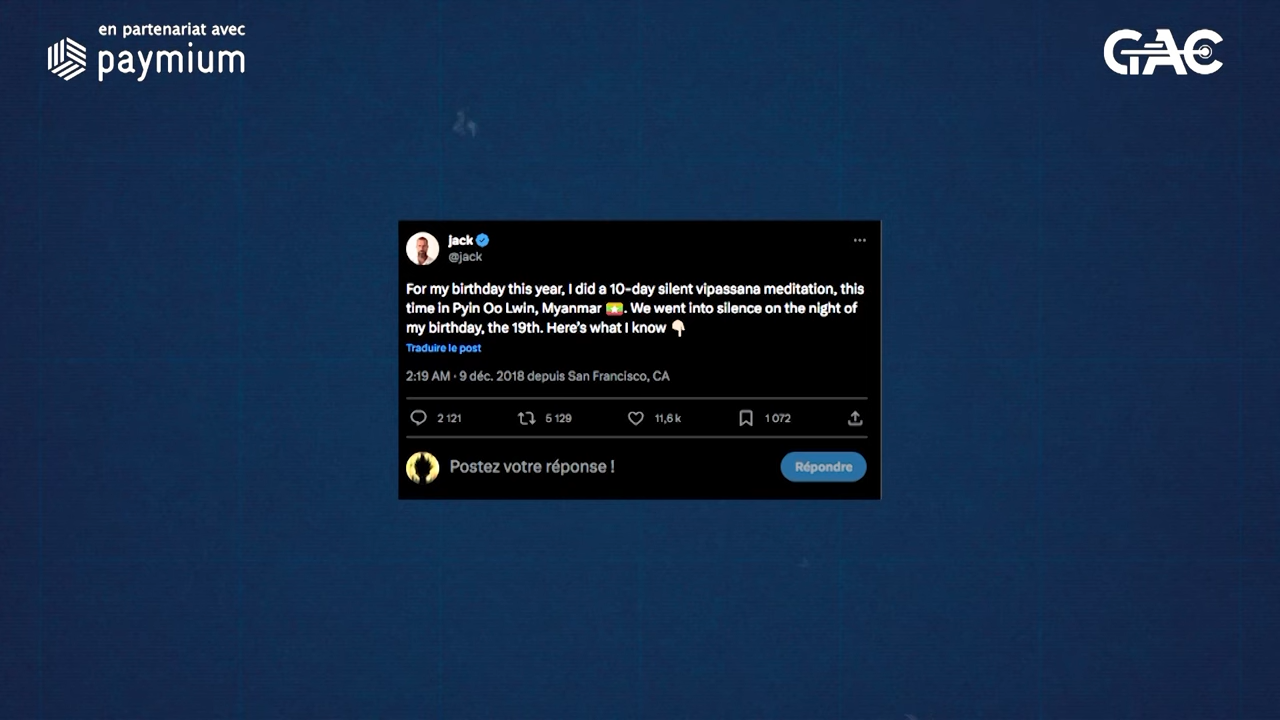 en partenariat avec
paymium
GAC
jack
@jack
For my birthday this year, I did a 10-day silent vipassana meditation, this
time in Pyin Oo Lwin, Myanmar 🇲🇲. We went into silence on the night of
my birthday, the 19th. Here's what I know 👇🏻
Traduire le post
2:19 AM · 9 déc. 2018 depuis San Francisco, CA
2 121 5 129 11,6 k 1 072
Postez votre réponse ! Répondre